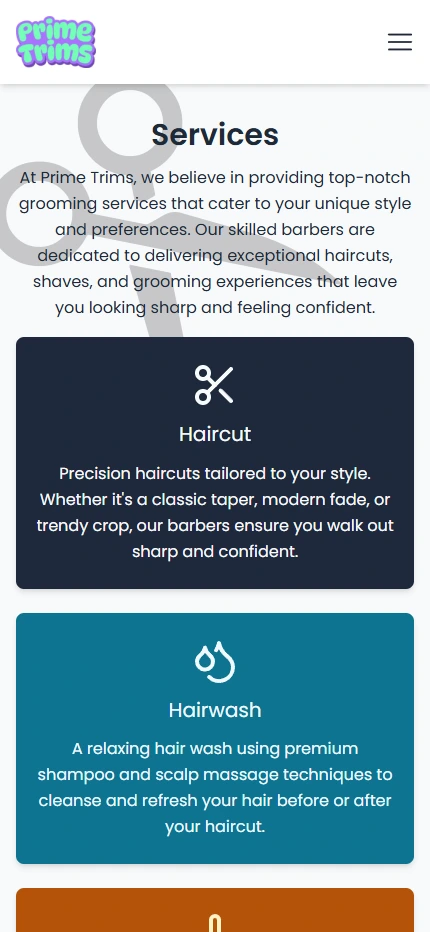 Prime
Trims
Services
At Prime Trims, we believe in providing top-notch
grooming services that cater to your unique style
and preferences. Our skilled barbers are
dedicated to delivering exceptional haircuts,
shaves, and grooming experiences that leave
you looking sharp and feeling confident.
Haircut
Precision haircuts tailored to your style.
Whether it's a classic taper, modern fade, or
trendy crop, our barbers ensure you walk out
sharp and confident.
Hairwash
A relaxing hair wash using premium
shampoo and scalp massage techniques to
cleanse and refresh your hair before or after
your haircut.